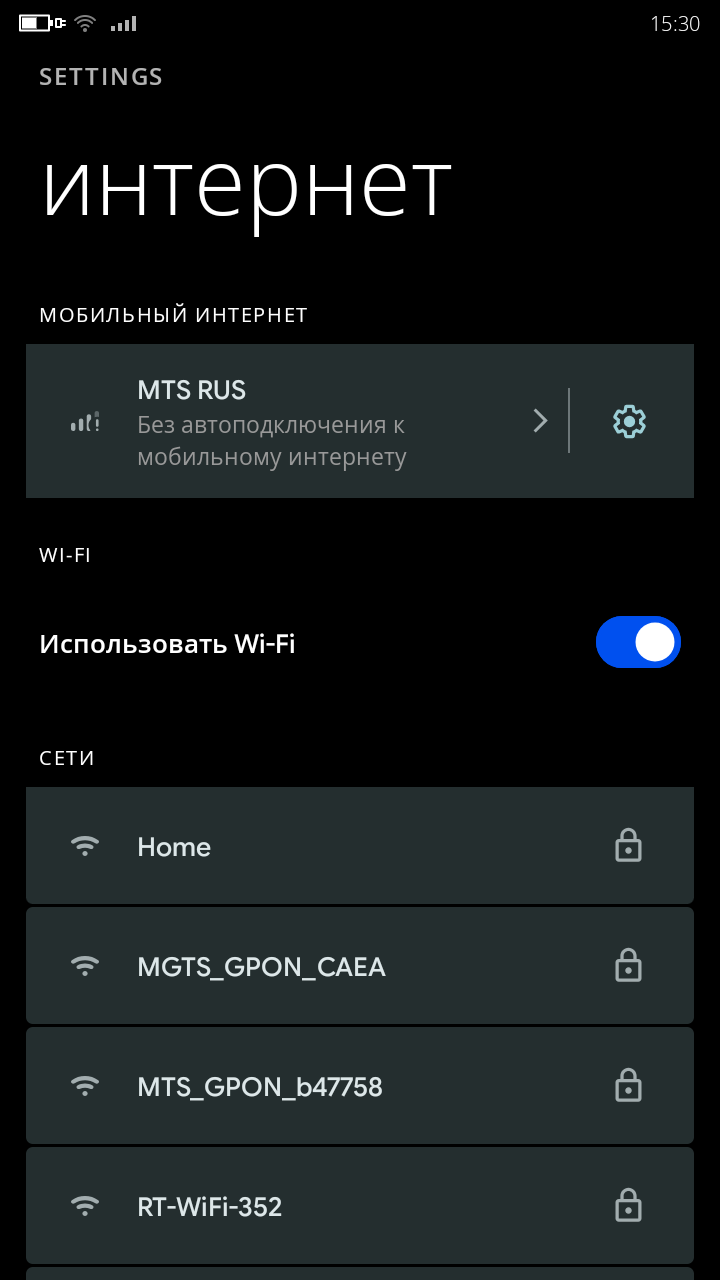 15:30
SETTINGS
интернет
МОБИЛЬНЫЙ ИНТЕРНЕТ
MTS RUS
Без автоподключения к
мобильному интернету
WI-FI
Использовать Wi-Fi
СЕТИ
Home
MGTS_GPON_CAEA
MTS_GPON_b47758
RT-WiFi-352